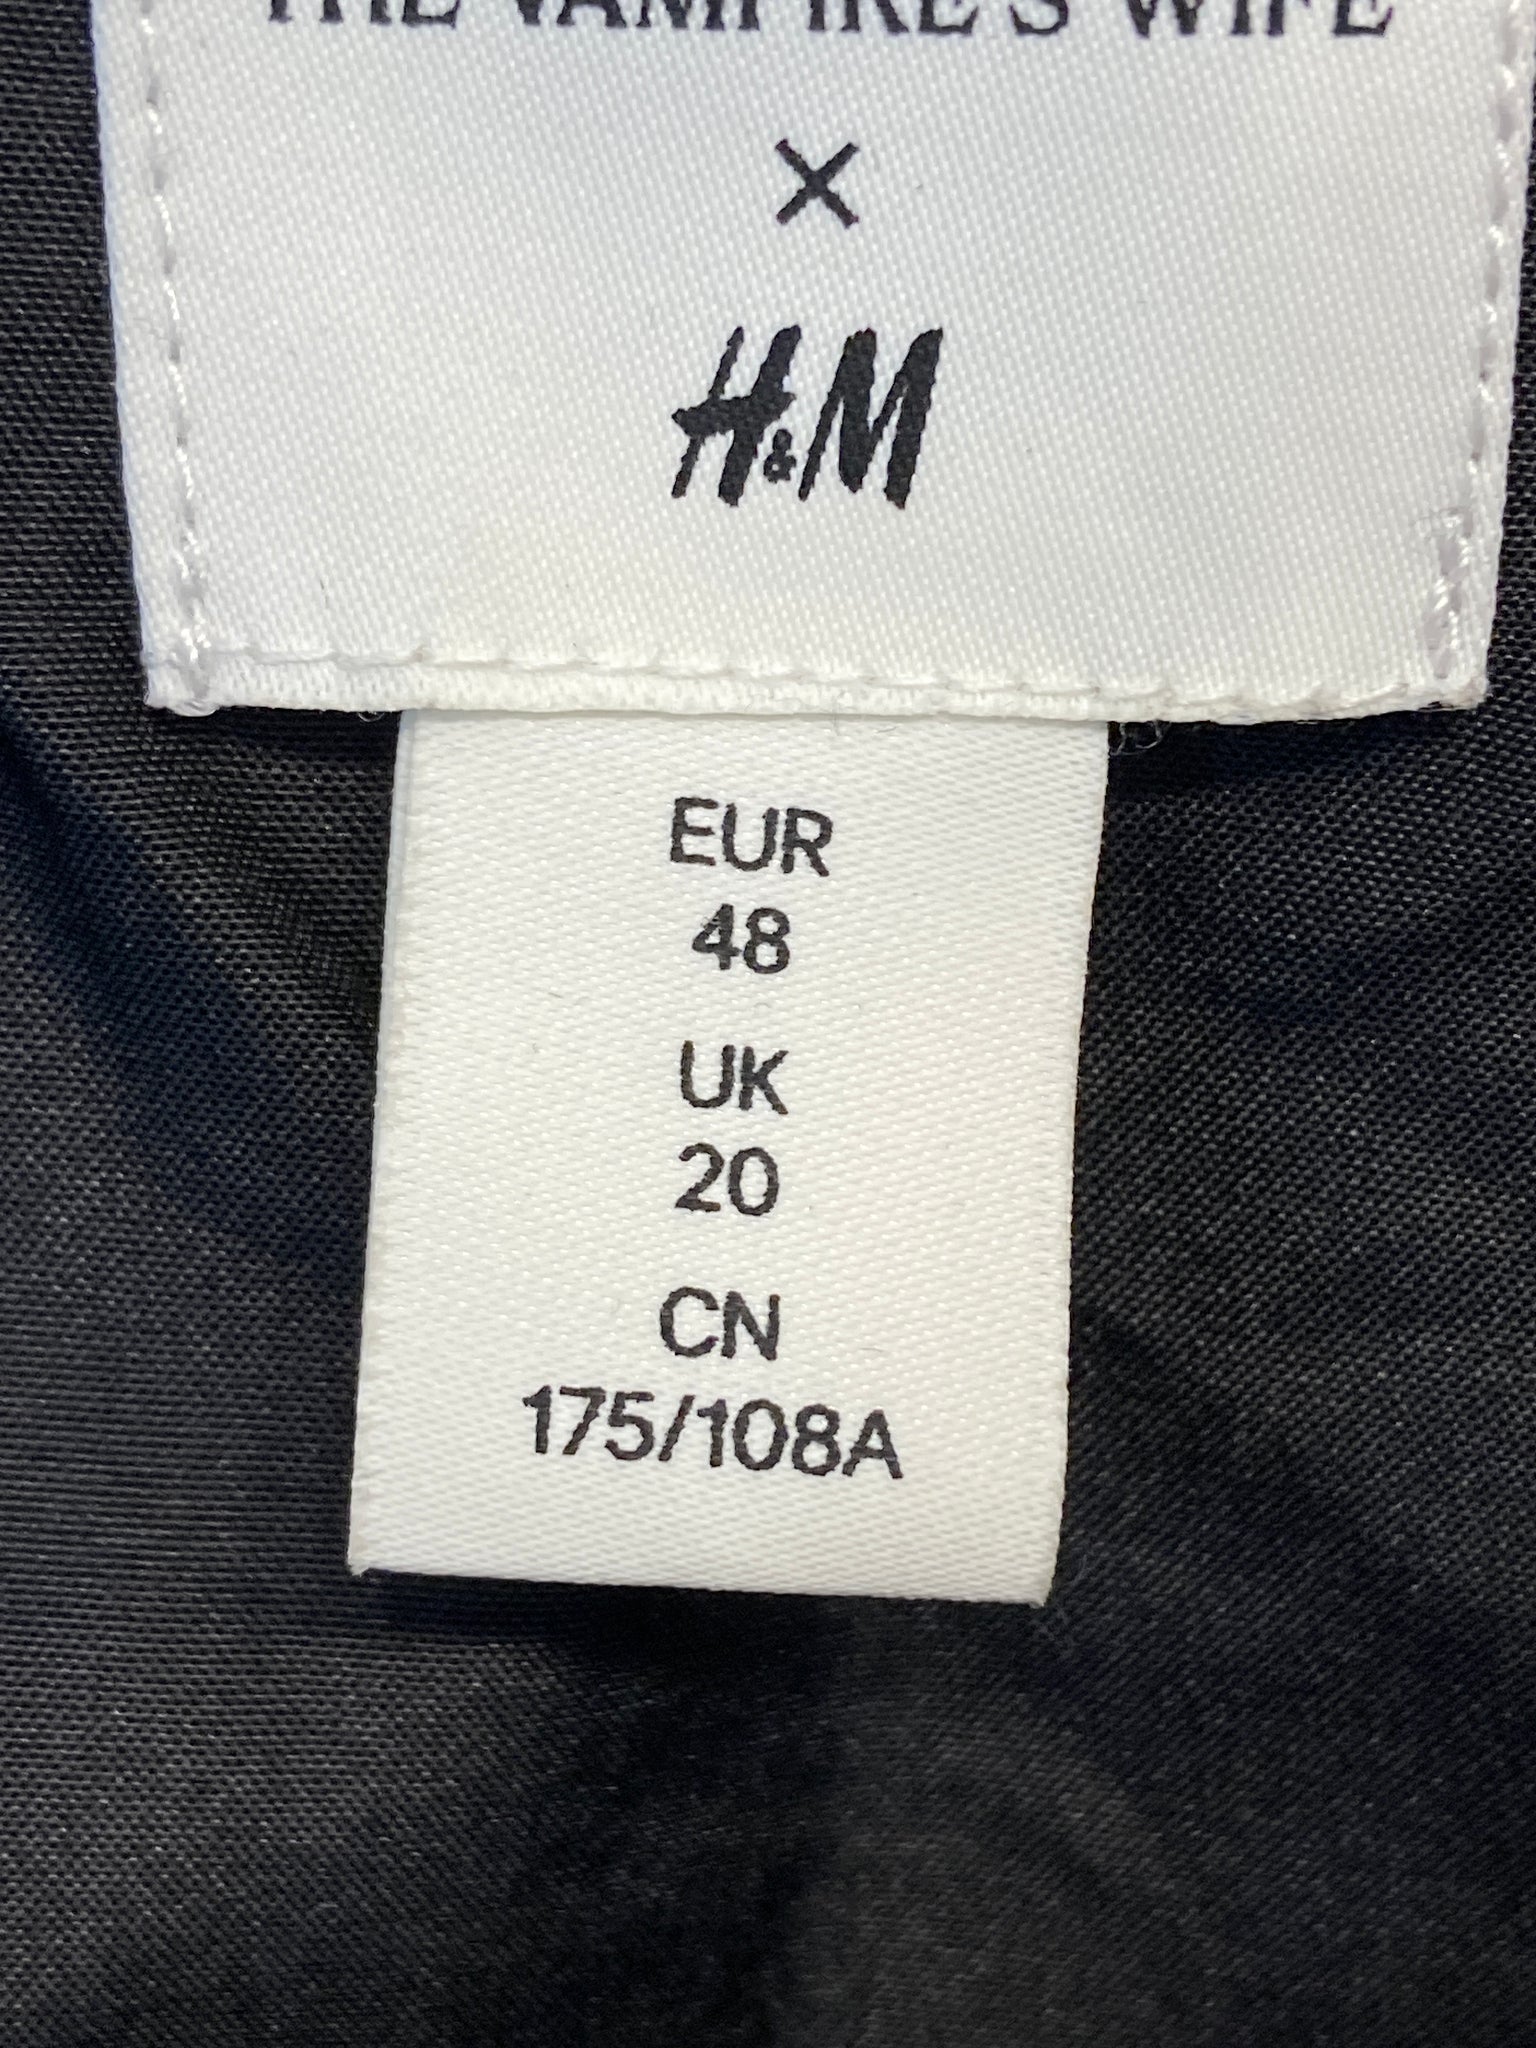 THE VAMPIRE'S WIFE
×
H&M
EUR
48
UK
20
CN
175/108A